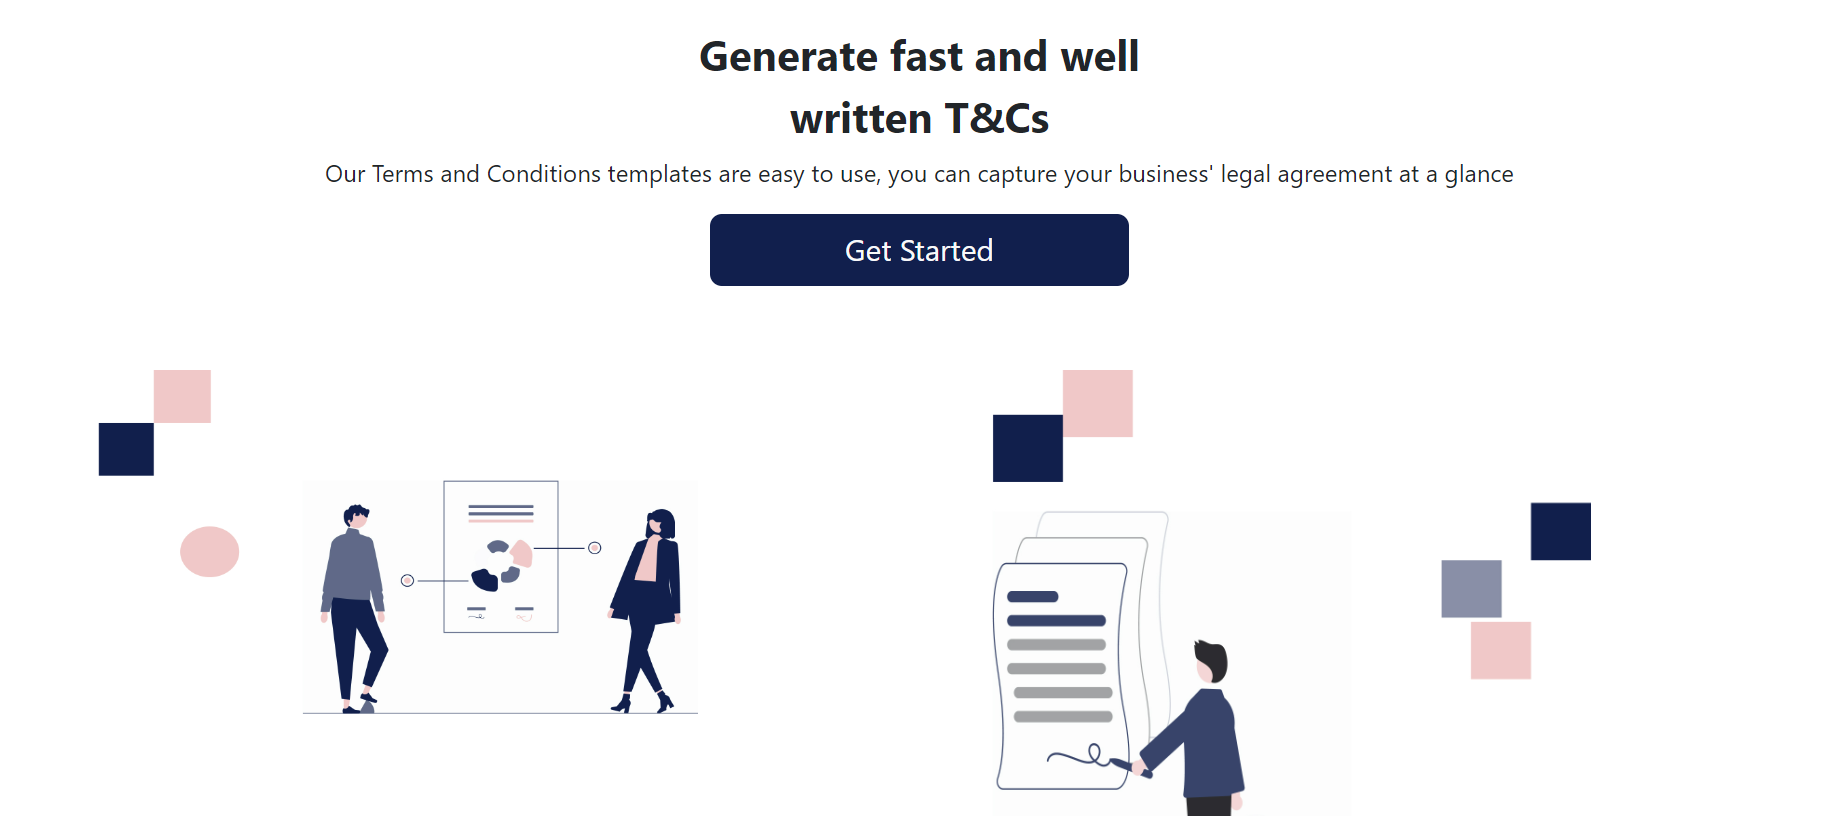 Generate fast and well
written T&Cs
Our Terms and Conditions templates are easy to use, you can capture your business' legal agreement at a glance
Get Started